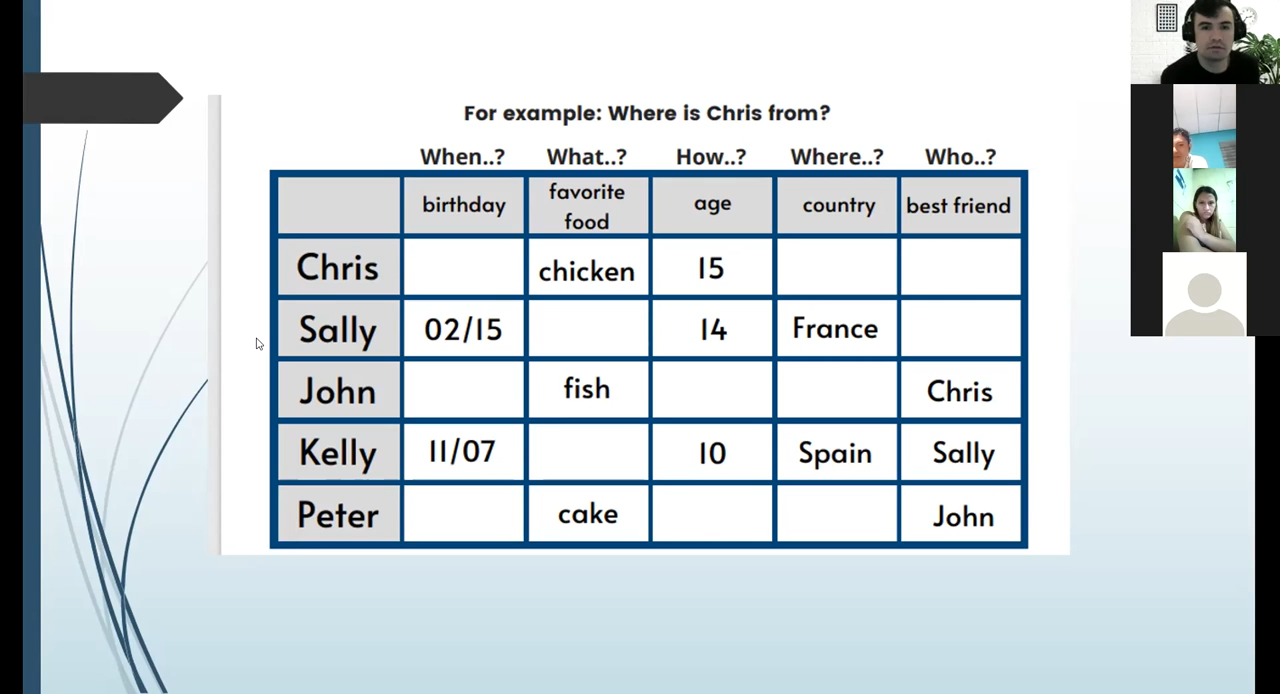 For example: Where is Chris from?
When..? What..? How..? Where..? Who..?
birthday favorite food age country best friend
Chris chicken 15
Sally 02/15 14 France
John fish Chris
Kelly 11/07 10 Spain Sally
Peter cake John